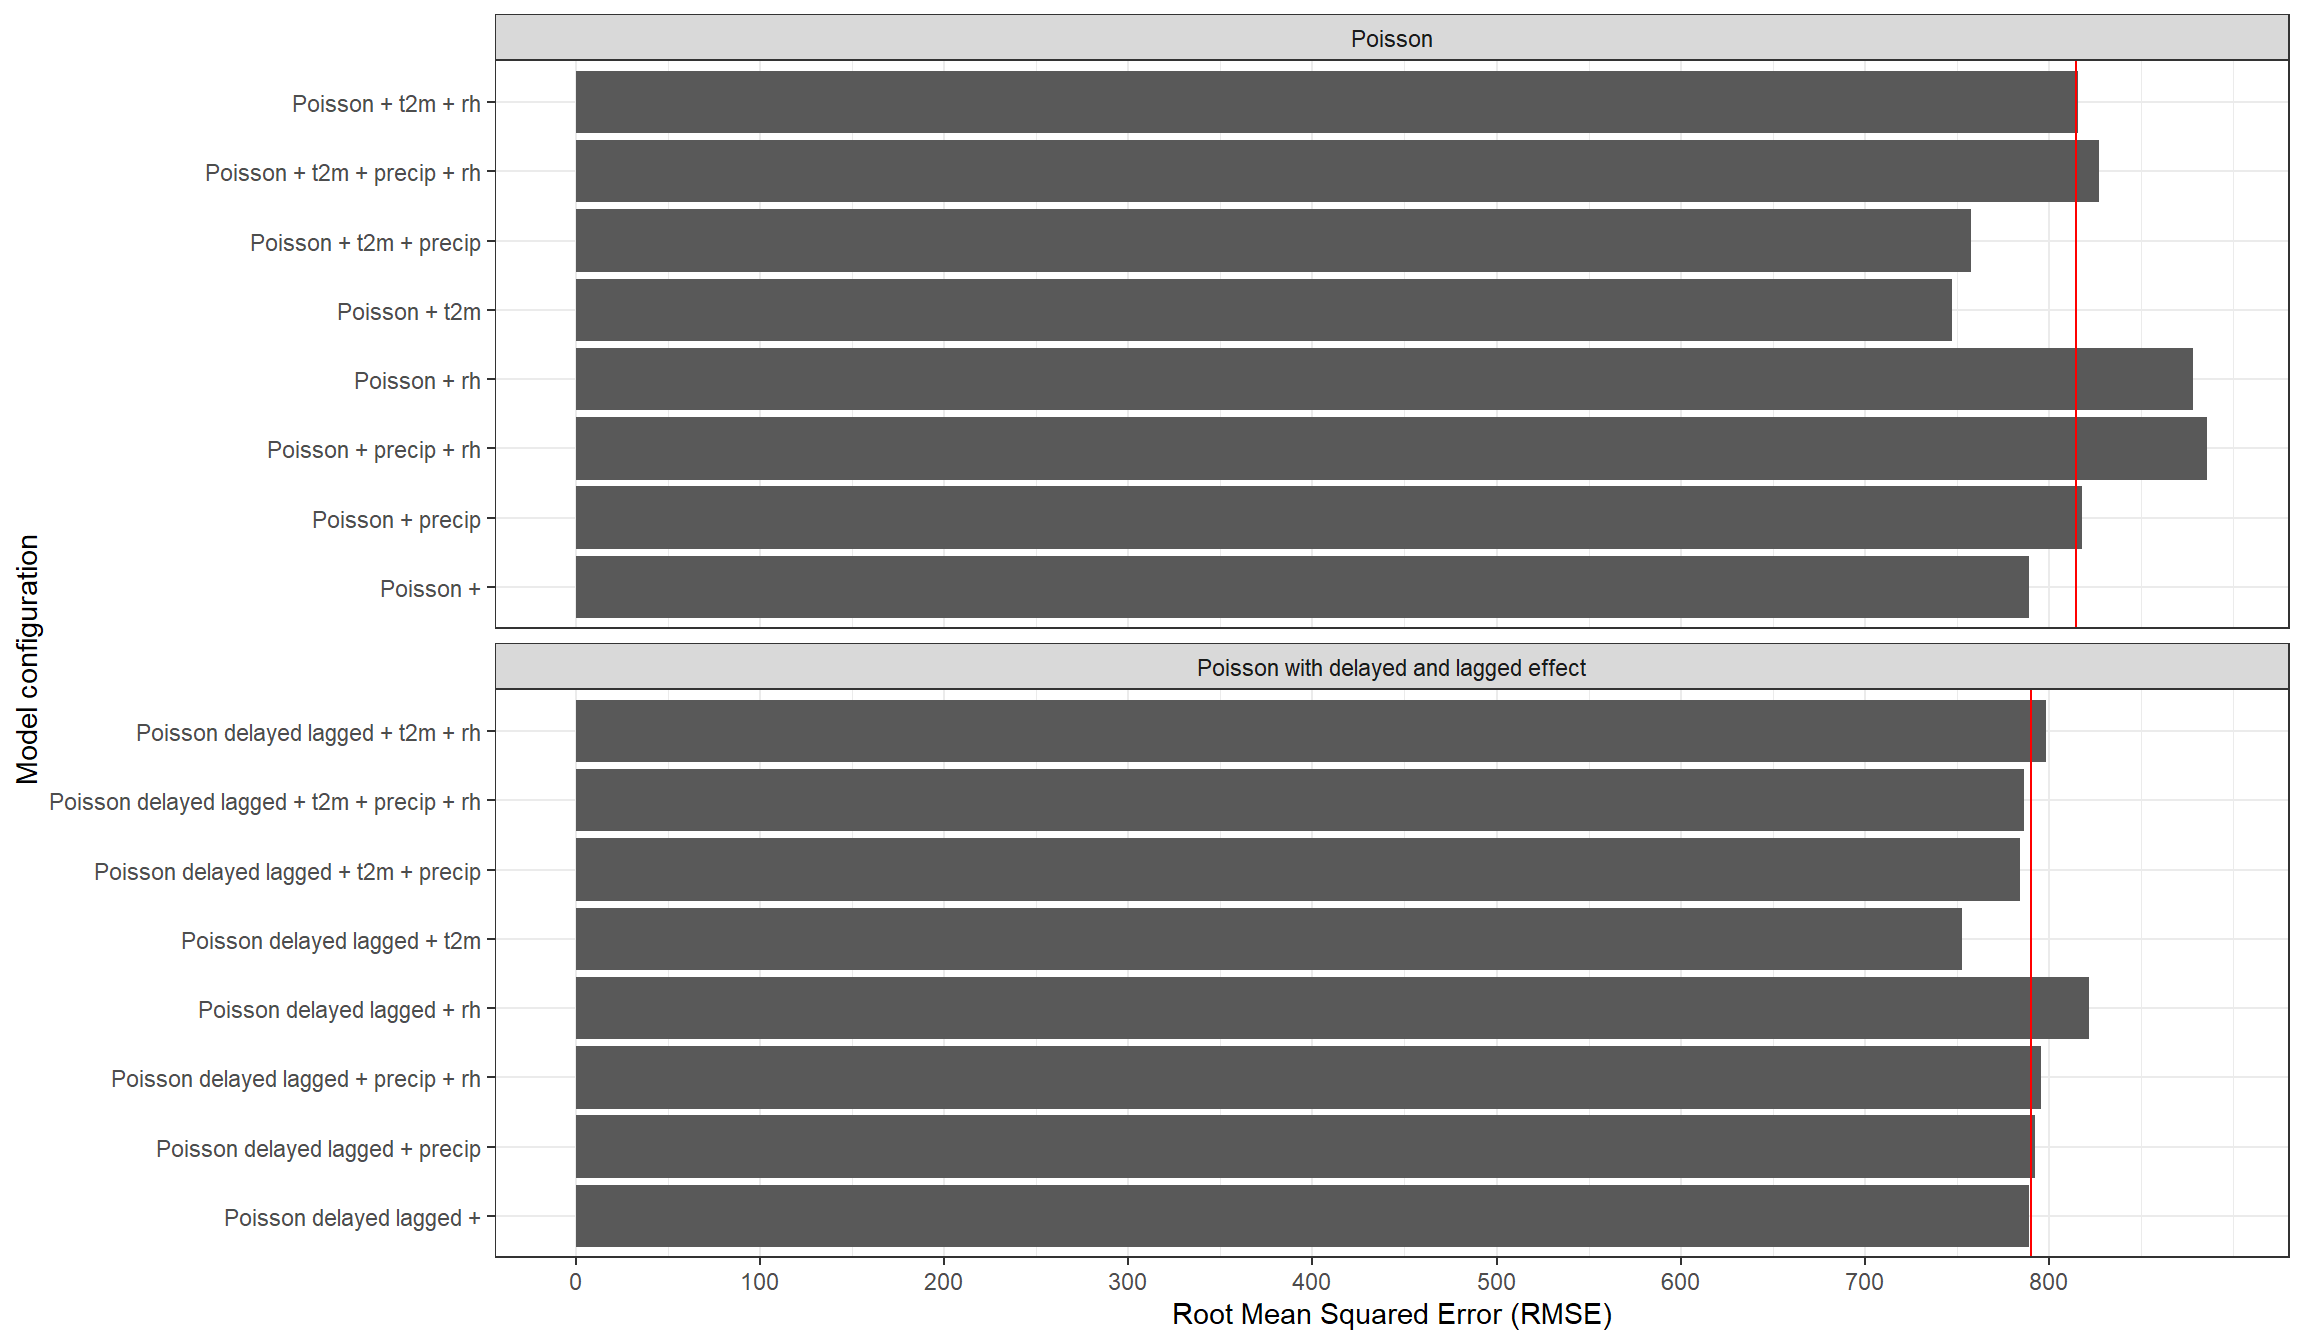 Poisson
Poisson + t2m + rh
Poisson + t2m + precip + rh
Poisson + t2m + precip
Poisson + t2m
Poisson + rh
Poisson + precip + rh
Poisson + precip
Poisson +
Model configuration
Poisson with delayed and lagged effect
Poisson delayed lagged + t2m + rh
Poisson delayed lagged + t2m + precip + rh
Poisson delayed lagged + t2m + precip
Poisson delayed lagged + t2m
Poisson delayed lagged + rh
Poisson delayed lagged + precip + rh
Poisson delayed lagged + precip
Poisson delayed lagged +
0 100 200 300 400 500 600 700 800
Root Mean Squared Error (RMSE)